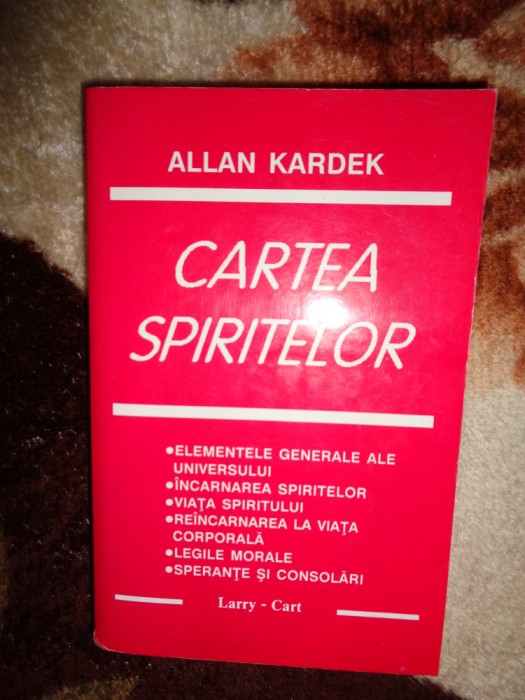 ALLAN KARDEK
CARTEA
SPIRITELOR
•ELEMENTELE GENERALE ALE
UNIVERSULUI
•ÎNCARNAREA SPIRITELOR
•VIAȚA SPIRITULUI
•REÎNCARNAREA LA VIAȚA
CORPORALĂ
•LEGILE MORALE
•SPERANȚE ȘI CONSOLĂRI
Larry - Cart